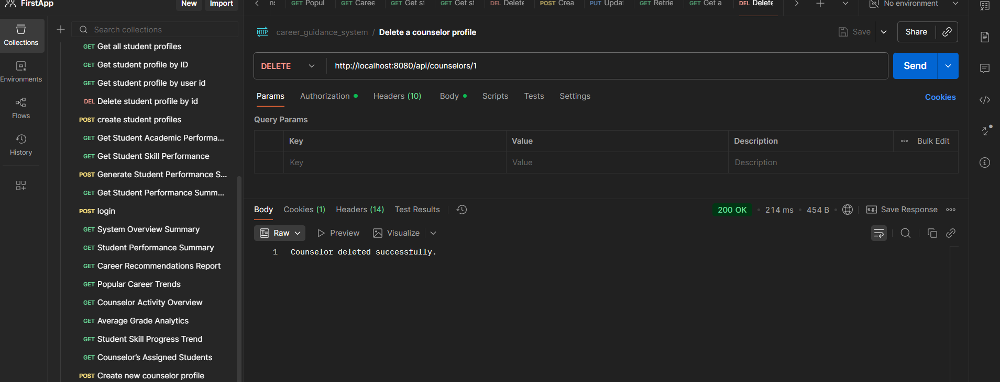 FirstApp
New Import
GET Popul GET Caree GET Get st GET Get st DEL Delete POST Crea PUT Updat GET Retrie GET Get a DEL Delete No environment
Collections
Environments
Flows
History
Search collections
GET Get all student profiles
GET Get student profile by ID
GET Get student profile by user id
DEL Delete student profile by id
POST create student profiles
GET Get Student Academic Performa...
GET Get Student Skill Performance
POST Generate Student Performance S...
GET Get Student Performance Summ...
POST login
GET System Overview Summary
GET Student Performance Summary
GET Career Recommendations Report
GET Popular Career Trends
GET Counselor Activity Overview
GET Average Grade Analytics
GET Student Skill Progress Trend
GET Counselor’s Assigned Students
POST Create new counselor profile
HTTP career_guidance_system / Delete a counselor profile Save Share
DELETE http://localhost:8080/api/counselors/1 Send
Params Authorization Headers (10) Body Scripts Tests Settings Cookies
Query Params
Key Value Description Bulk Edit
Key Value Description
Body Cookies (1) Headers (14) Test Results 200 OK 214 ms 454 B e.g. Save Response
Raw Preview Visualize
1 Counselor deleted successfully.